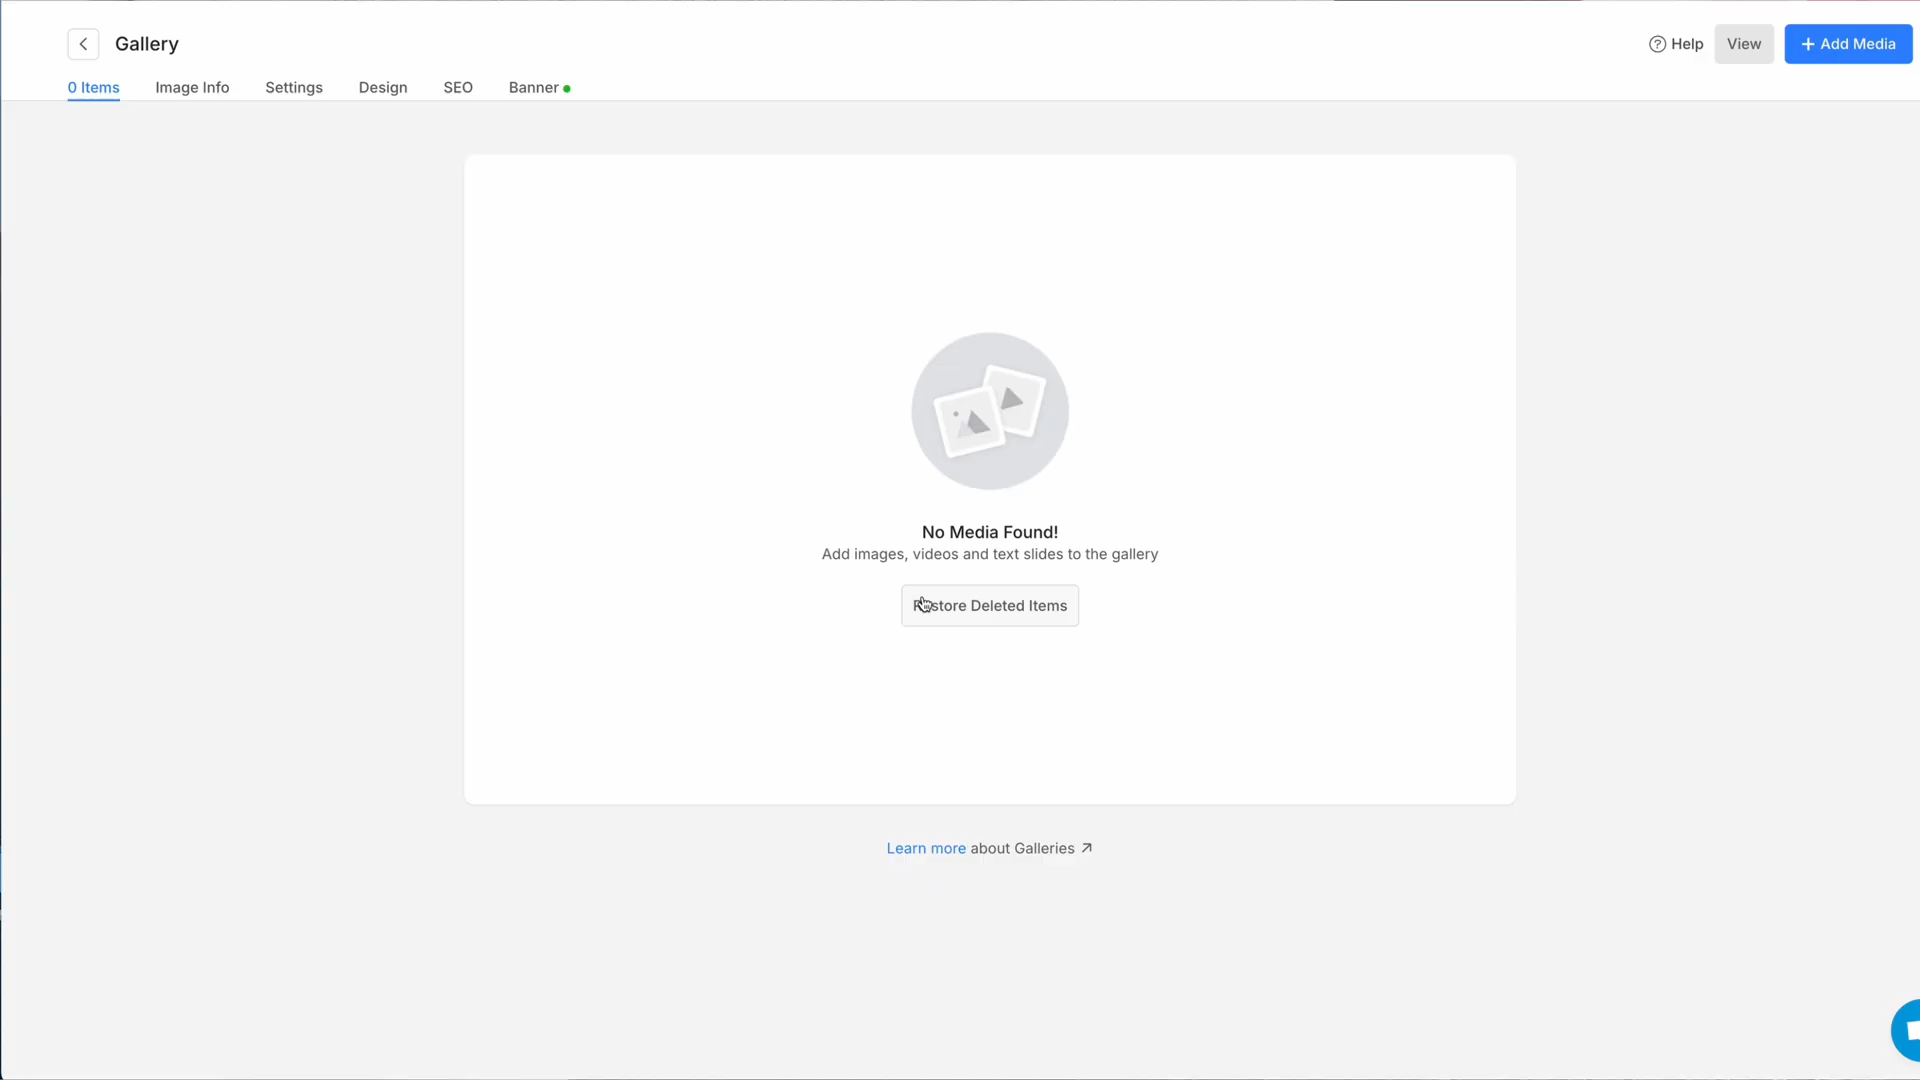 Gallery
Help
View
Add Media
0 Items
Image Info
Settings
Design
SEO
Banner
No Media Found!
Add images, videos and text slides to the gallery
Restore Deleted Items
Learn more about Galleries